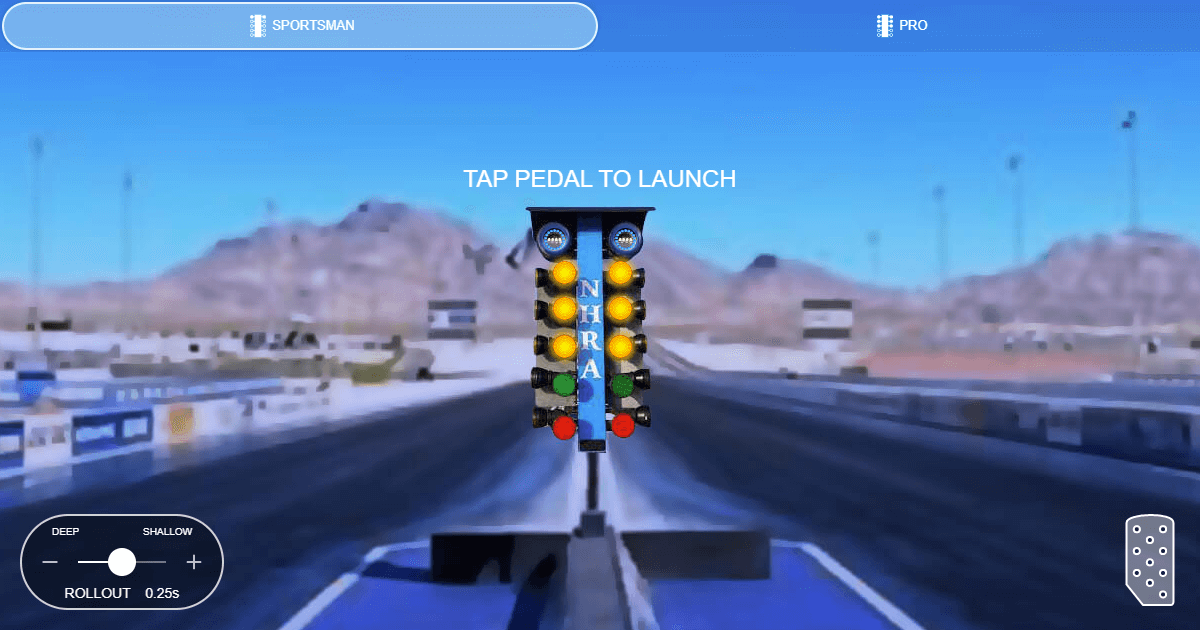 SPORTSMAN
PRO
TAP PEDAL TO LAUNCH
NHRA
DEEP SHALLOW
ROLLOUT 0.25s